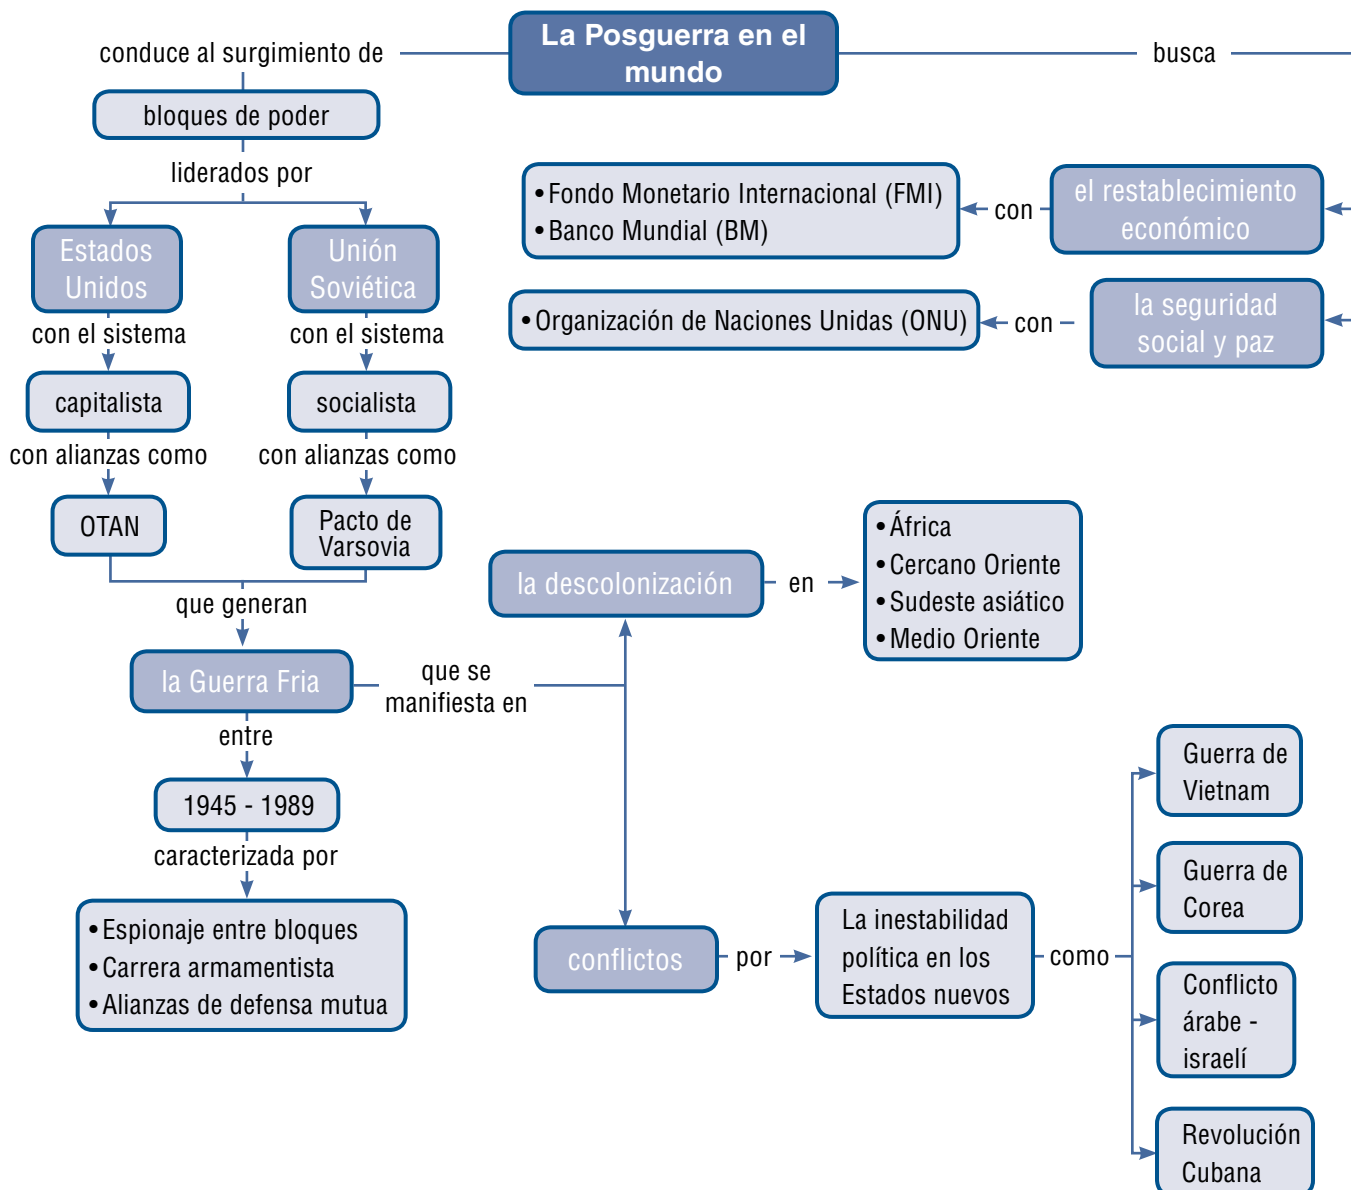 La Posguerra en el
mundo
conduce al surgimiento de
busca
bloques de poder
liderados por
Estados
Unidos
Unión
Soviética
con el sistema
con el sistema
capitalista
socialista
con alianzas como
con alianzas como
OTAN
Pacto de
Varsovia
que generan
la Guerra Fria
entre
1945 - 1989
caracterizada por
• Espionaje entre bloques
• Carrera armamentista
• Alianzas de defensa mutua
que se
manifiesta en
la descolonización
en
• África
• Cercano Oriente
• Sudeste asiático
• Medio Oriente
conflictos
por
La inestabilidad
política en los
Estados nuevos
como
Guerra de
Vietnam
Guerra de
Corea
Conflicto
árabe -
israelí
Revolución
Cubana
el restablecimiento
económico
con
• Fondo Monetario Internacional (FMI)
• Banco Mundial (BM)
la seguridad
social y paz
con
• Organización de Naciones Unidas (ONU)